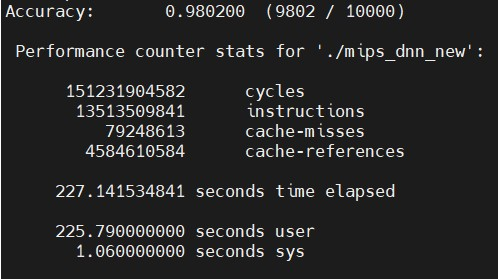 Accuracy: 0.980200 (9802 / 10000)
Performance counter stats for './mips_dnn_new':
151231904582 cycles
13513509841 instructions
79248613 cache-misses
4584610584 cache-references
227.141534841 seconds time elapsed
225.790000000 seconds user
1.060000000 seconds sys